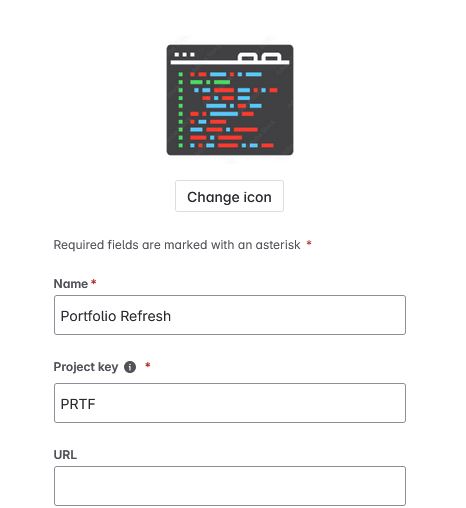 Change icon
Required fields are marked with an asterisk *
Name *
Portfolio Refresh
Project key *
PRTF
URL